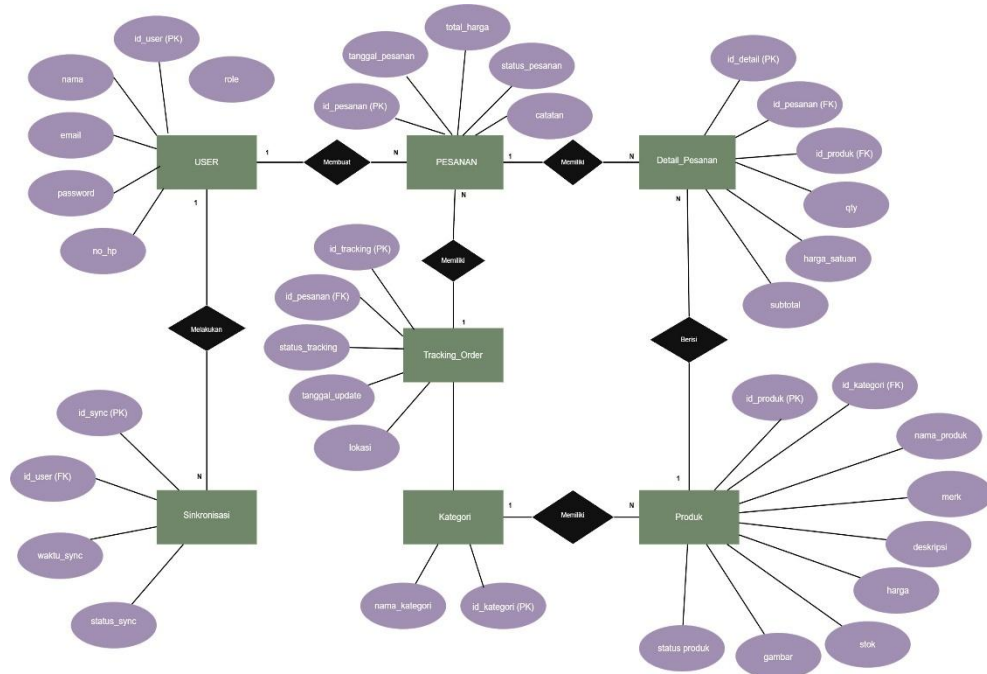 total_harga
id_user (PK)
tanggal_pesanan
id_detail (PK)
status_pesanan
nama
role
id_pesanan (PK)
id_pesanan (FK)
catatan
email
USER
1
Membuat
N
PESANAN
1
Memiliki
N
Detail_Pesanan
id_produk (FK)
password
1
N
N
qty
no_hp
id_tracking (PK)
Memiliki
harga_satuan
id_pesanan (FK)
subtotal
Melakukan
1
status_tracking
Tracking_Order
Berisi
tanggal_update
id_produk (PK)
id_kategori (FK)
id_sync (PK)
lokasi
nama_produk
id_user (FK)
N
1
merk
Sinkronisasi
Kategori
1
Memiliki
N
Produk
waktu_sync
deskripsi
nama_kategori
id_kategori (PK)
harga
status_sync
status produk
gambar
stok